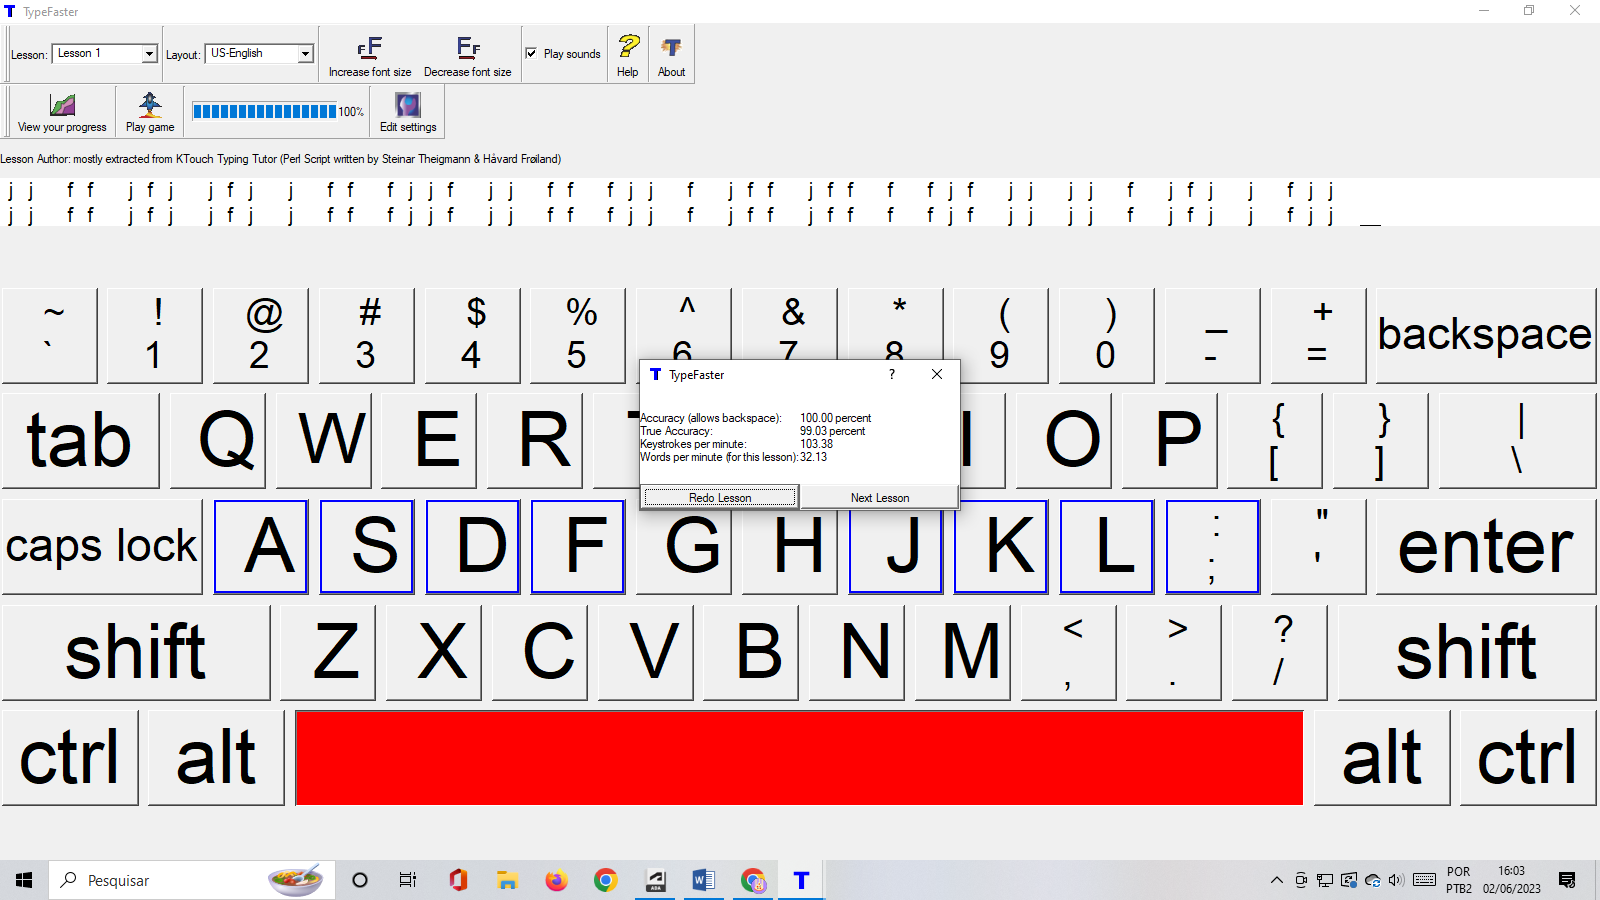 TypeFaster
Lesson: Lesson 1 Layout: US-English Increase font size Decrease font size Play sounds Help About
View your progress Play game 100% Edit settings
Lesson Author: mostly extracted from KTouch Typing Tutor (Perl Script written by Steinar Theigmann & Håvard Frøiland)
j j f f j f j j f j j f f f j j f j j f f f j j f j f f j f f f f j f j j j j f j f j j f j j
j j f f j f j j f j j f f f j j f j j f f f j j f j f f j f f f f j f j j j j f j f j j f j j
~ ! @ # $ % ^ & * ( ) _ +
` 1 2 3 4 5 6 7 8 9 0 - = backspace
TypeFaster ?
Accuracy (allows backspace): 100.00 percent
True Accuracy: 99.03 percent
Keystrokes per minute: 103.38
Words per minute (for this lesson): 32.13
Redo Lesson Next Lesson
tab Q W E R I O P { [ } ] | \
caps lock A S D F G H J K L : ; " ' enter
shift Z X C V B N M < , > . ? / shift
ctrl alt alt ctrl
Pesquisar
POR
PTB2
16:03
02/06/2023